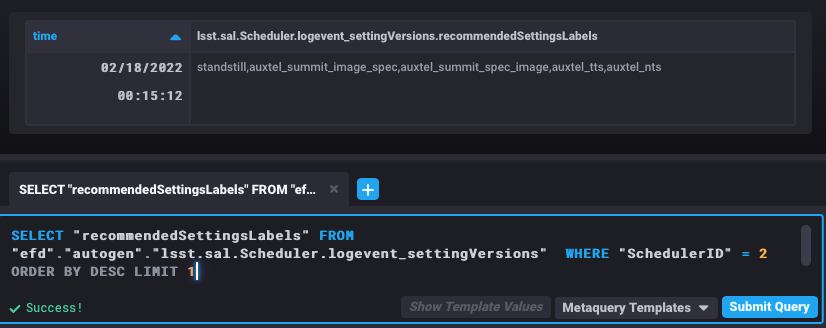 time lsst.sal.Scheduler.logevent_settingVersions.recommendedSettingsLabels
02/18/2022 standstill,auxtel_summit_image_spec,auxtel_summit_spec_image,auxtel_tts,auxtel_nts
00:15:12
SELECT "recommendedSettingsLabels" FROM "ef...
SELECT "recommendedSettingsLabels" FROM
"efd"."autogen"."lsst.sal.Scheduler.logevent_settingVersions" WHERE "SchedulerID" = 2
ORDER BY DESC LIMIT 1
Success!
Show Template Values
Metaquery Templates
Submit Query